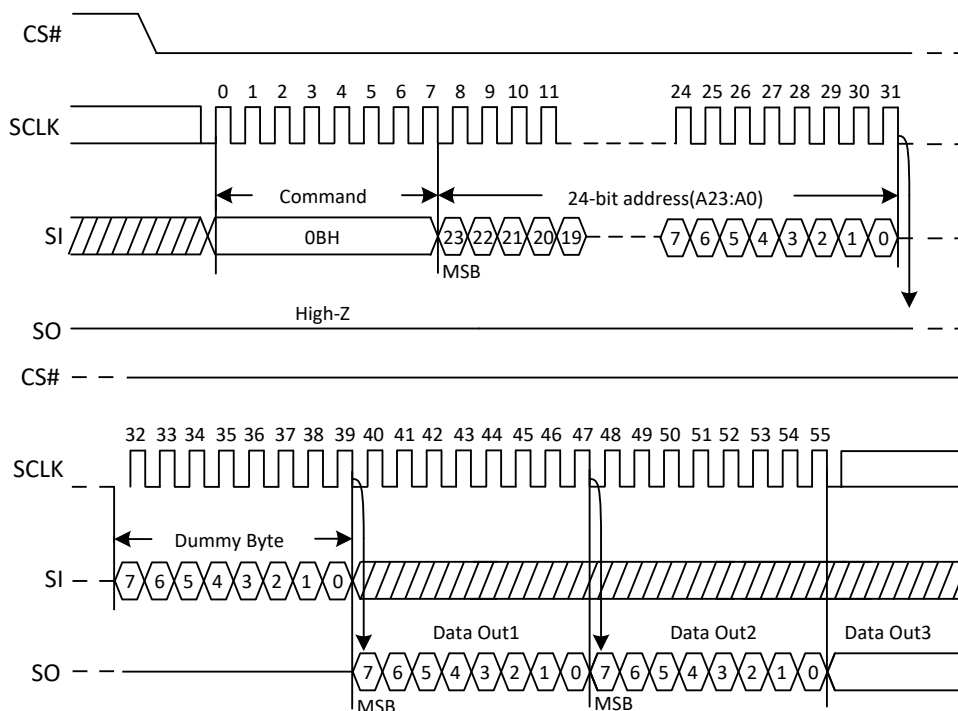 CS#
0 1 2 3 4 5 6 7 8 9 10 11 24 25 26 27 28 29 30 31
SCLK
Command 24-bit address(A23:A0)
SI 0BH 23 22 21 20 19 7 6 5 4 3 2 1 0
MSB
High-Z
SO
CS#
32 33 34 35 36 37 38 39 40 41 42 43 44 45 46 47 48 49 50 51 52 53 54 55
SCLK
Dummy Byte
SI 7 6 5 4 3 2 1 0
Data Out1 Data Out2 Data Out3
SO 7 6 5 4 3 2 1 0 7 6 5 4 3 2 1 0
MSB MSB